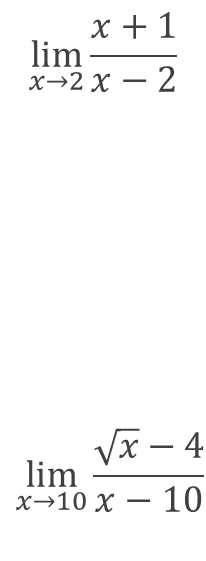 lim x→2 (x + 1)/(x − 2)
lim x→10 (√x − 4)/(x − 10)